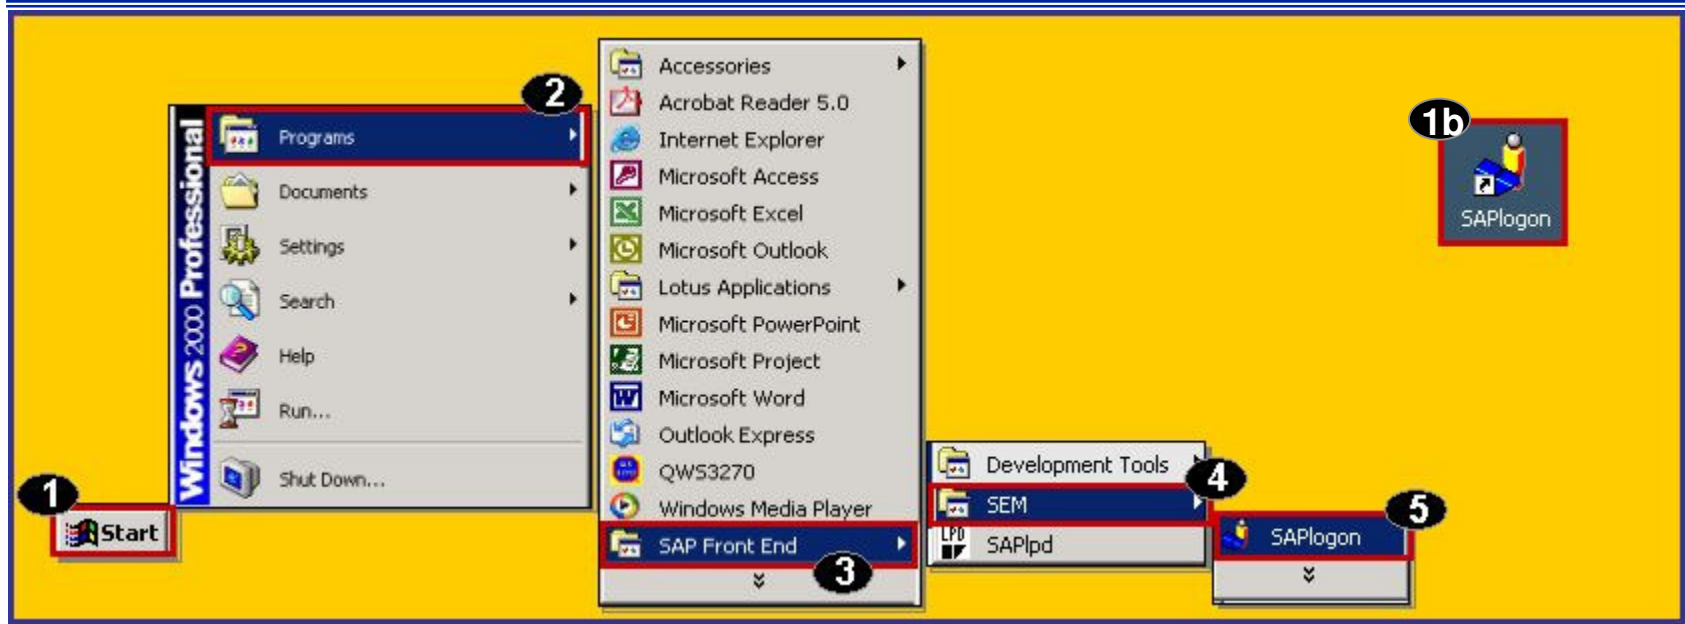 1
Start
Windows 2000 Professional
2
Programs
Documents
Settings
Search
Help
Run...
Shut Down...
Accessories
Acrobat Reader 5.0
Internet Explorer
Microsoft Access
Microsoft Excel
Microsoft Outlook
Lotus Applications
Microsoft PowerPoint
Microsoft Project
Microsoft Word
Outlook Express
QWS3270
Windows Media Player
SAP Front End
3
Development Tools
4
SEM
LPD
SAPlpd
5
SAPlogon
1b
SAPlogon